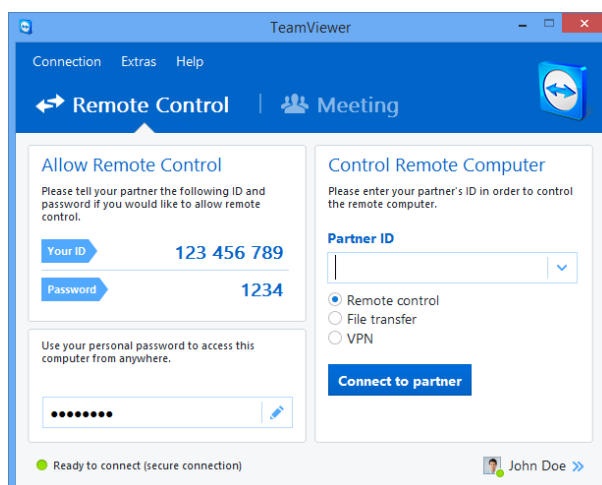 TeamViewer
Connection Extras Help
Remote Control Meeting
Allow Remote Control
Please tell your partner the following ID and
password if you would like to allow remote
control.
Your ID 123 456 789
Password 1234
Use your personal password to access this
computer from anywhere.
Control Remote Computer
Please enter your partner's ID in order to control
the remote computer.
Partner ID
Remote control
File transfer
VPN
Connect to partner
Ready to connect (secure connection)
John Doe